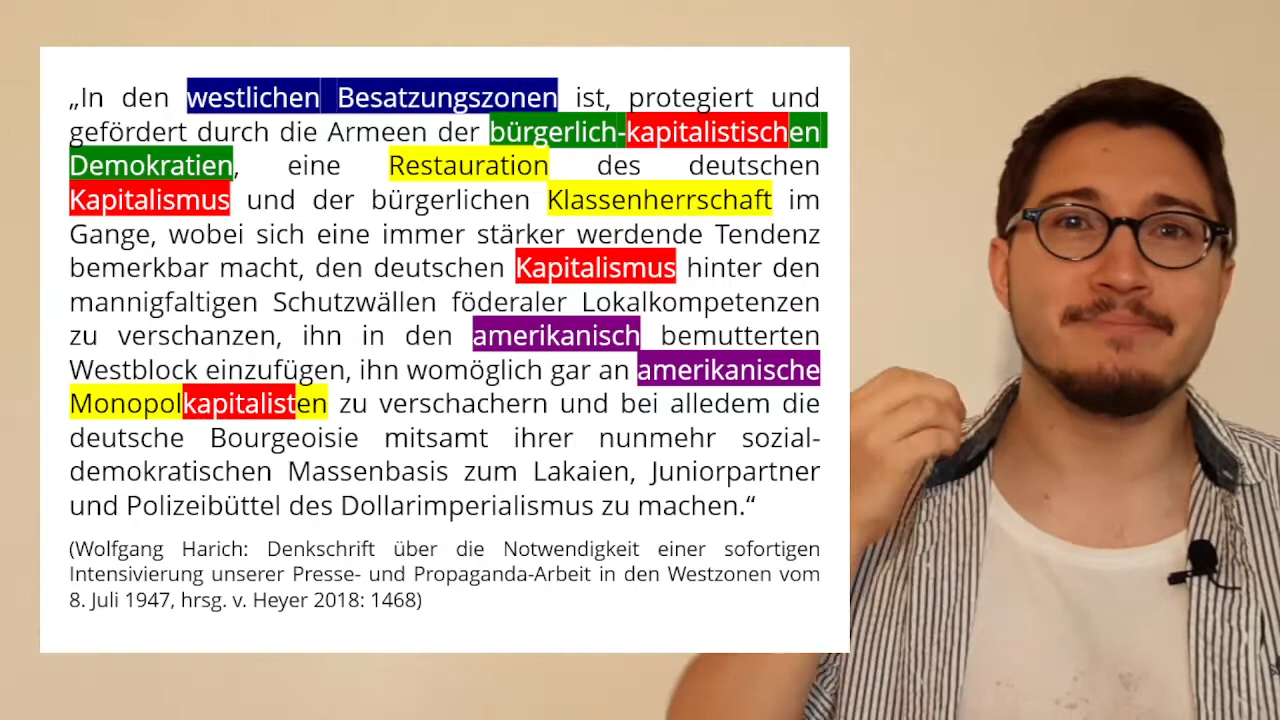 „In den westlichen Besatzungszonen ist, protegiert und
gefördert durch die Armeen der bürgerlich-kapitalistischen
Demokratien, eine Restauration des deutschen
Kapitalismus und der bürgerlichen Klassenherrschaft im
Gange, wobei sich eine immer stärker werdende Tendenz
bemerkbar macht, den deutschen Kapitalismus hinter den
mannigfaltigen Schutzwällen föderaler Lokalkompetenzen
zu verschanzen, ihn in den amerikanisch bemutterten
Westblock einzufügen, ihn womöglich gar an amerikanische
Monopolkapitalisten zu verschachern und bei alledem die
deutsche Bourgeoisie mitsamt ihrer nunmehr sozial-
demokratischen Massenbasis zum Lakaien, Juniorpartner
und Polizeibüttel des Dollarimperialismus zu machen.“
(Wolfgang Harich: Denkschrift über die Notwendigkeit einer sofortigen
Intensivierung unserer Presse- und Propaganda-Arbeit in den Westzonen vom
8. Juli 1947, hrsg. v. Heyer 2018: 1468)